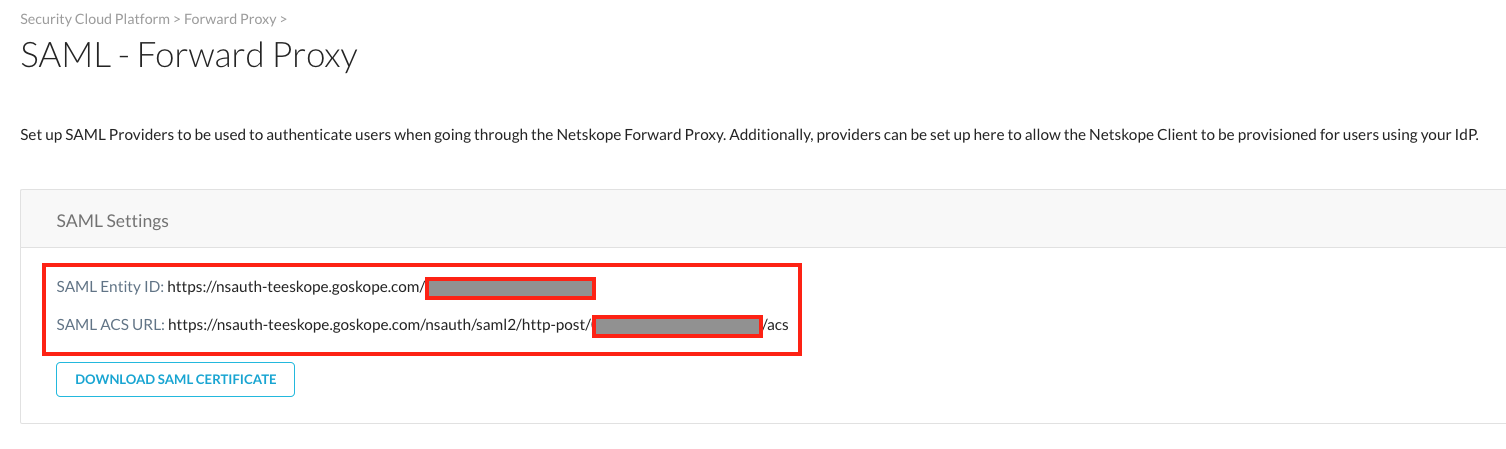 Security Cloud Platform > Forward Proxy >
SAML - Forward Proxy
Set up SAML Providers to be used to authenticate users when going through the Netskope Forward Proxy. Additionally, providers can be set up here to allow the Netskope Client to be provisioned for users using your IdP.
SAML Settings
SAML Entity ID: https://nsauth-teeskope.goskope.com/
SAML ACS URL: https://nsauth-teeskope.goskope.com/nsauth/saml2/http-post/ /acs
DOWNLOAD SAML CERTIFICATE